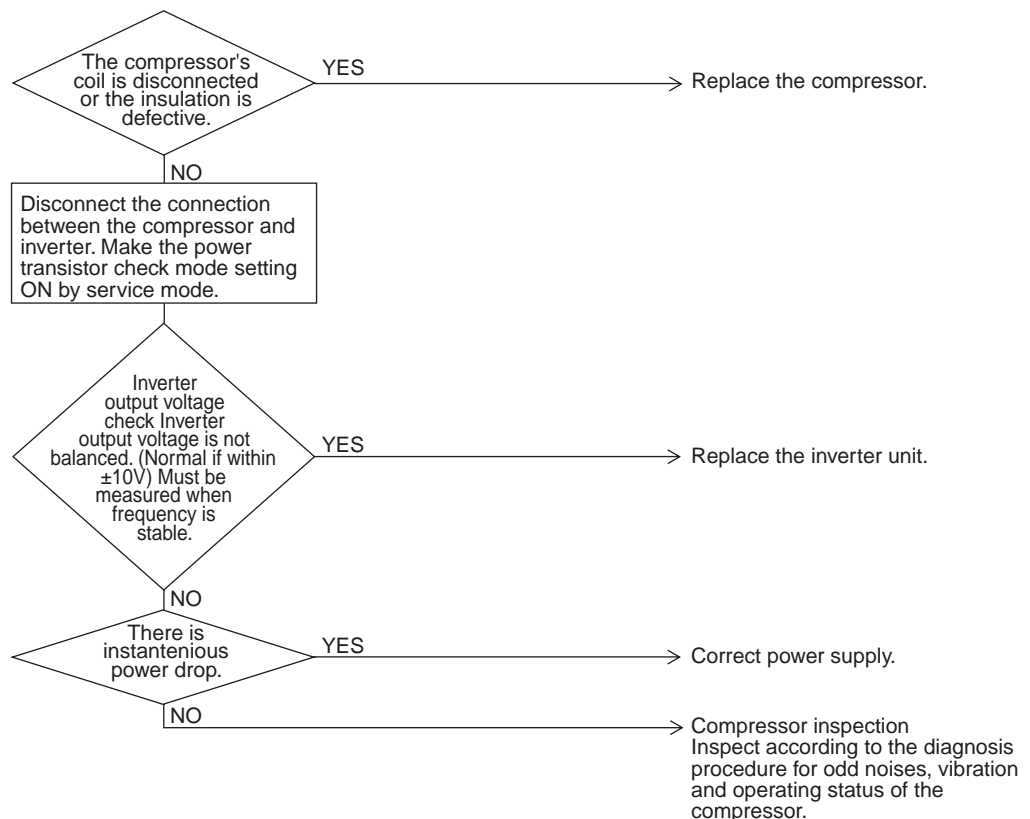 The compressor's
coil is disconnected
or the insulation is
defective.
YES
Replace the compressor.
NO
Disconnect the connection
between the compressor and
inverter. Make the power
transistor check mode setting
ON by service mode.
Inverter
output voltage
check Inverter
output voltage is not
balanced. (Normal if within
±10V) Must be
measured when
frequency is
stable.
YES
Replace the inverter unit.
NO
There is
instantenious
power drop.
YES
Correct power supply.
NO
Compressor inspection
Inspect according to the diagnosis
procedure for odd noises, vibration
and operating status of the
compressor.